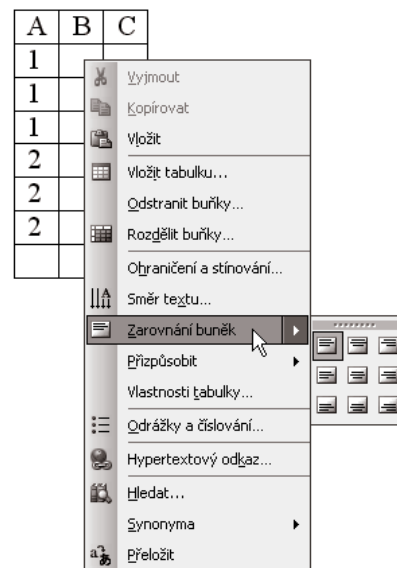 A B C
1
1
1
2
2
2
Vyjmout
Kopírovat
Vložit
Vložit tabulku...
Odstranit buňky...
Rozdělit buňky...
Ohraničení a stínování...
Směr textu...
Zarovnání buněk
Přizpůsobit
Vlastnosti tabulky...
Odrážky a číslování...
Hypertextový odkaz...
Hledat...
Synonyma
Přeložit